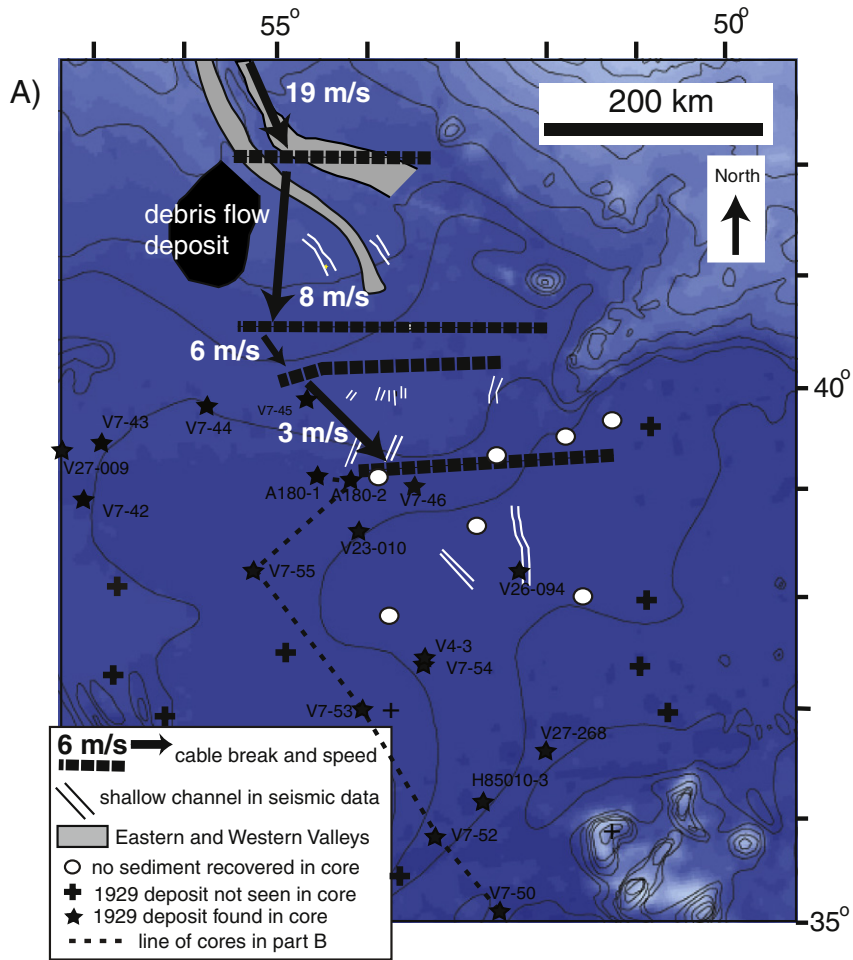 55°
50°
A)
19 m/s
200 km
North
debris flow
deposit
8 m/s
6 m/s
40°
V7-45
V7-43
V7-44
3 m/s
V27-009
A180-1
A180-2
V7-46
V7-42
V23-010
V7-55
V26-094
V4-3
V7-54
V7-53
V27-268
6 m/s
cable break and speed
H85010-3
shallow channel in seismic data
Eastern and Western Valleys
V7-52
no sediment recovered in core
1929 deposit not seen in core
V7-50
1929 deposit found in core
35°
line of cores in part B